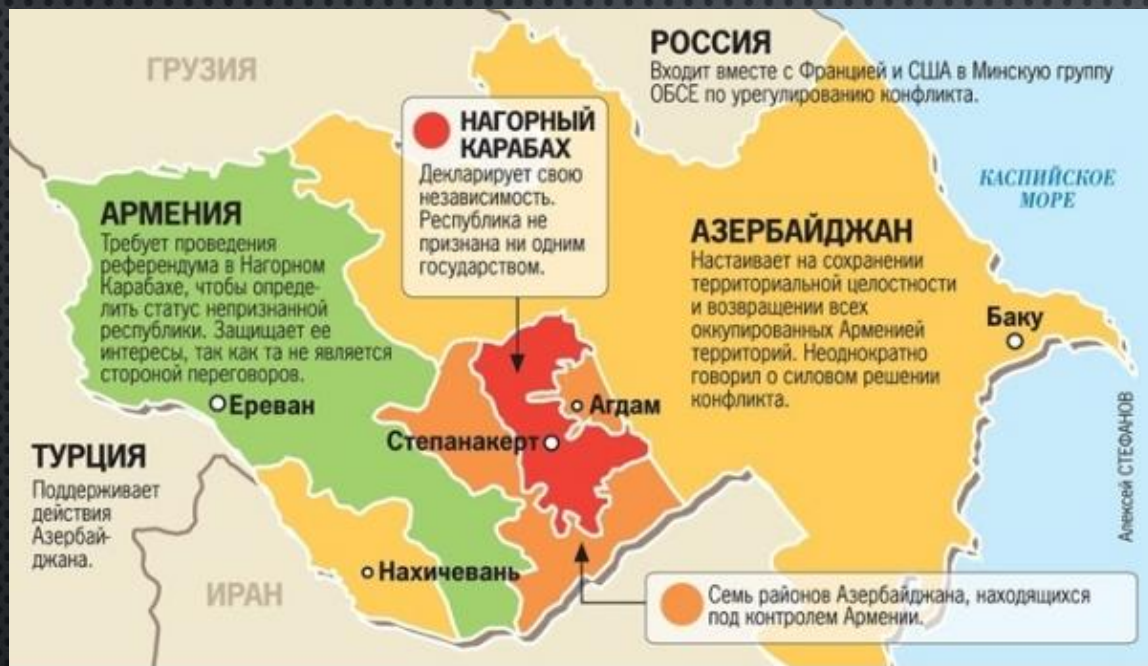 ГРУЗИЯ
РОССИЯ
Входит вместе с Францией и США в Минскую группу
ОБСЕ по урегулированию конфликта.
НАГОРНЫЙ
КАРАБАХ
Декларирует свою
независимость.
Республика не
признана ни одним
государством.
КАСПИЙСКОЕ
МОРЕ
АРМЕНИЯ
Требует проведения
референдума в Нагорном
Карабахе, чтобы опреде-
лить статус непризнанной
республики. Защищает ее
интересы, так как та не является
стороной переговоров.
АЗЕРБАЙДЖАН
Настаивает на сохранении
территориальной целостности
и возвращении всех
оккупированных Арменией
территорий. Неоднократно
говорил о силовом решении
конфликта.
Баку
Ереван
Агдам
Степанакерт
ТУРЦИЯ
Поддерживает
действия
Азербай-
джана.
Нахичевань
ИРАН
Семь районов Азербайджана, находящихся
под контролем Армении.
Алексей СТЕФАНОВ